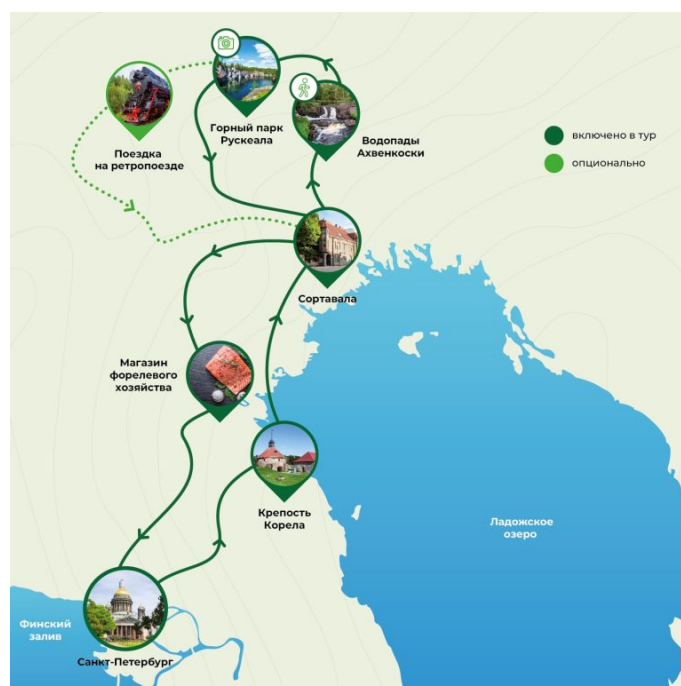 Горный парк
Рускеала
Поездка
на ретропоезде
Водопады
Ахвенкоски
включено в тур
опционально
Сортавала
Магазин
форелевого
хозяйства
Крепость
Корела
Ладожское
озеро
Финский
залив
Санкт-Петербург